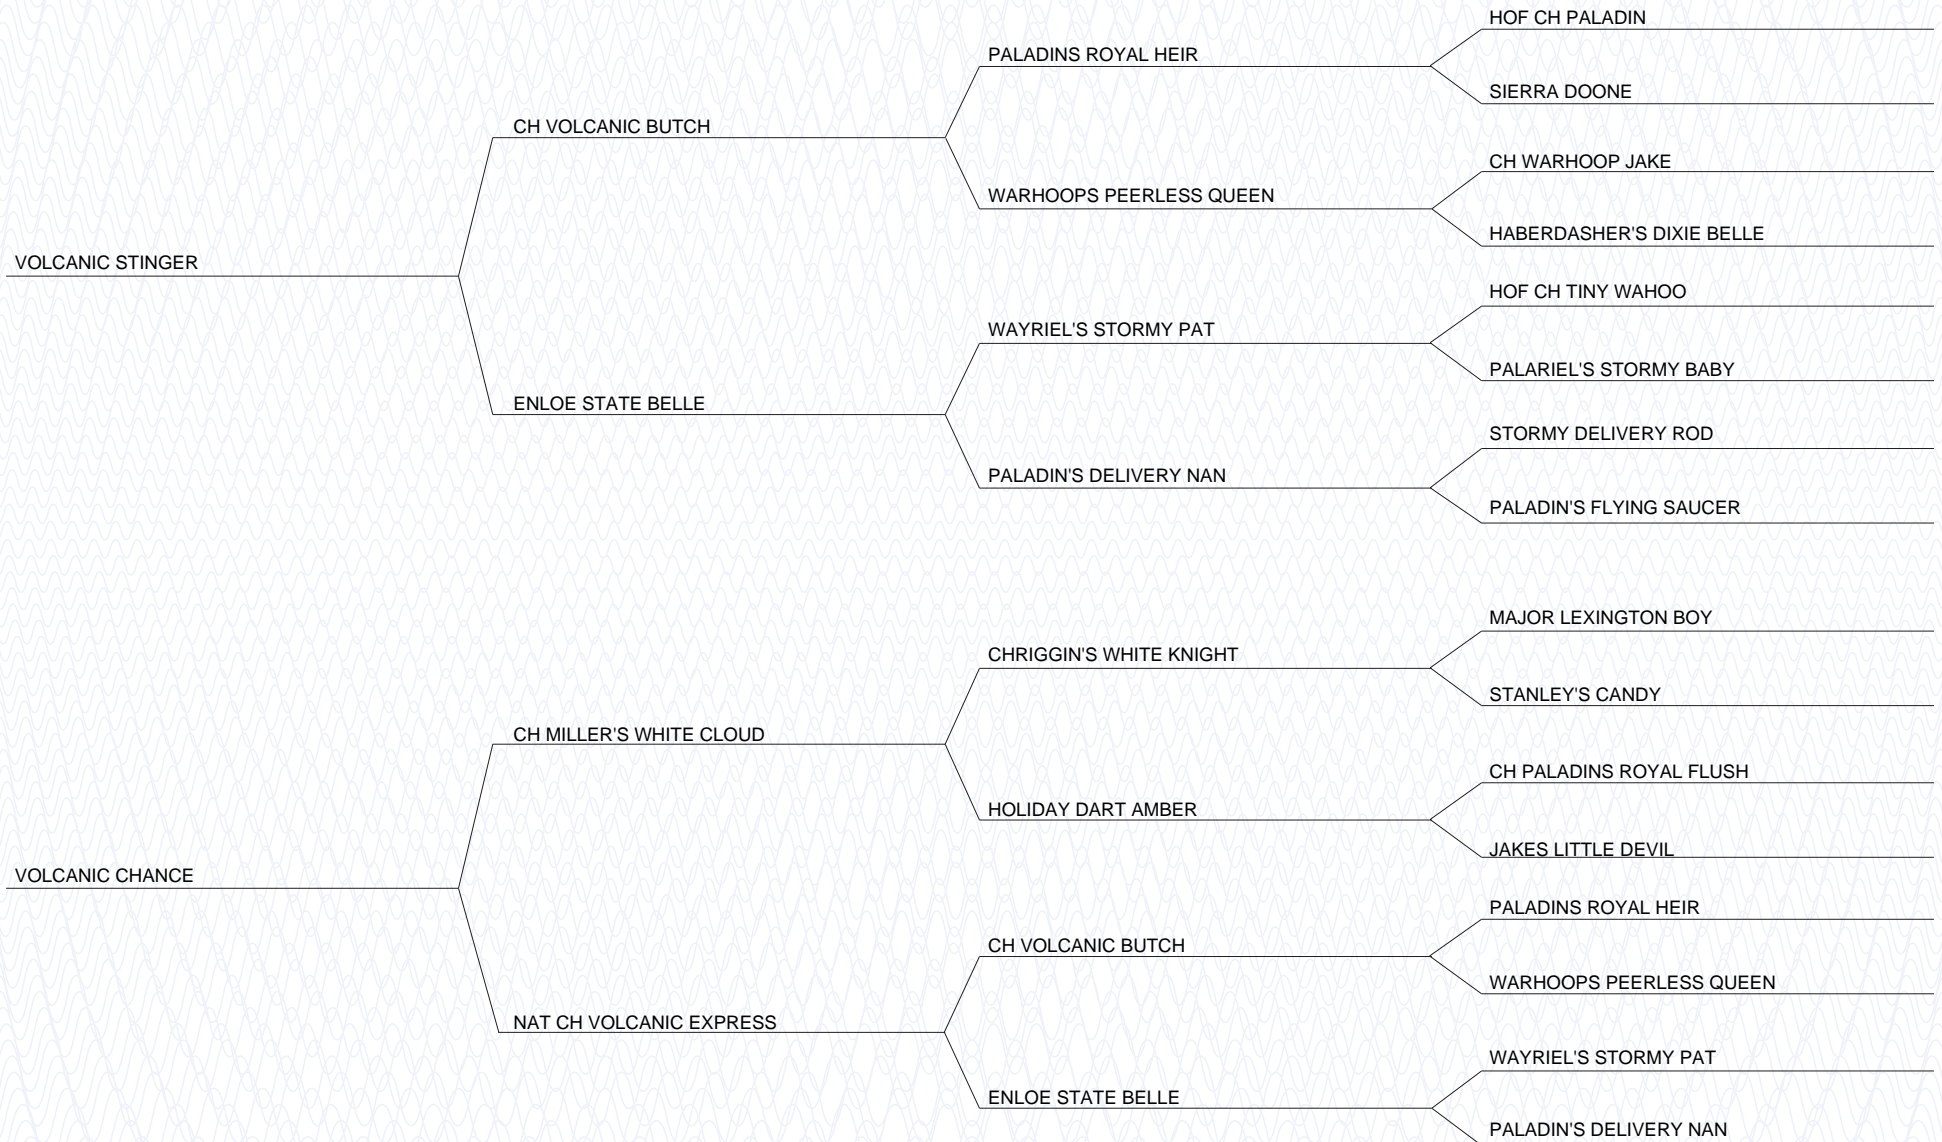 HOF CH PALADIN
PALADINS ROYAL HEIR
SIERRA DOONE
CH VOLCANIC BUTCH
CH WARHOOP JAKE
WARHOOPS PEERLESS QUEEN
HABERDASHER'S DIXIE BELLE
VOLCANIC STINGER
HOF CH TINY WAHOO
WAYRIEL'S STORMY PAT
PALARIEL'S STORMY BABY
ENLOE STATE BELLE
STORMY DELIVERY ROD
PALADIN'S DELIVERY NAN
PALADIN'S FLYING SAUCER
MAJOR LEXINGTON BOY
CHRIGGIN'S WHITE KNIGHT
STANLEY'S CANDY
CH MILLER'S WHITE CLOUD
CH PALADINS ROYAL FLUSH
HOLIDAY DART AMBER
JAKES LITTLE DEVIL
VOLCANIC CHANCE
PALADINS ROYAL HEIR
CH VOLCANIC BUTCH
WARHOOPS PEERLESS QUEEN
NAT CH VOLCANIC EXPRESS
WAYRIEL'S STORMY PAT
ENLOE STATE BELLE
PALADIN'S DELIVERY NAN